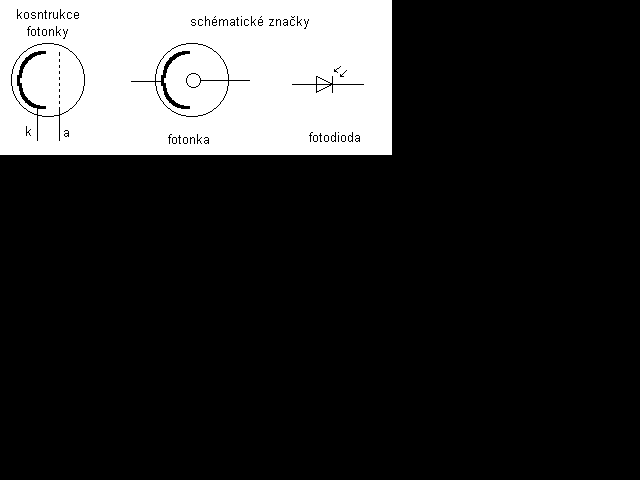 kosntrukce
fotonky
schématické značky
k
a
fotonka
fotodioda